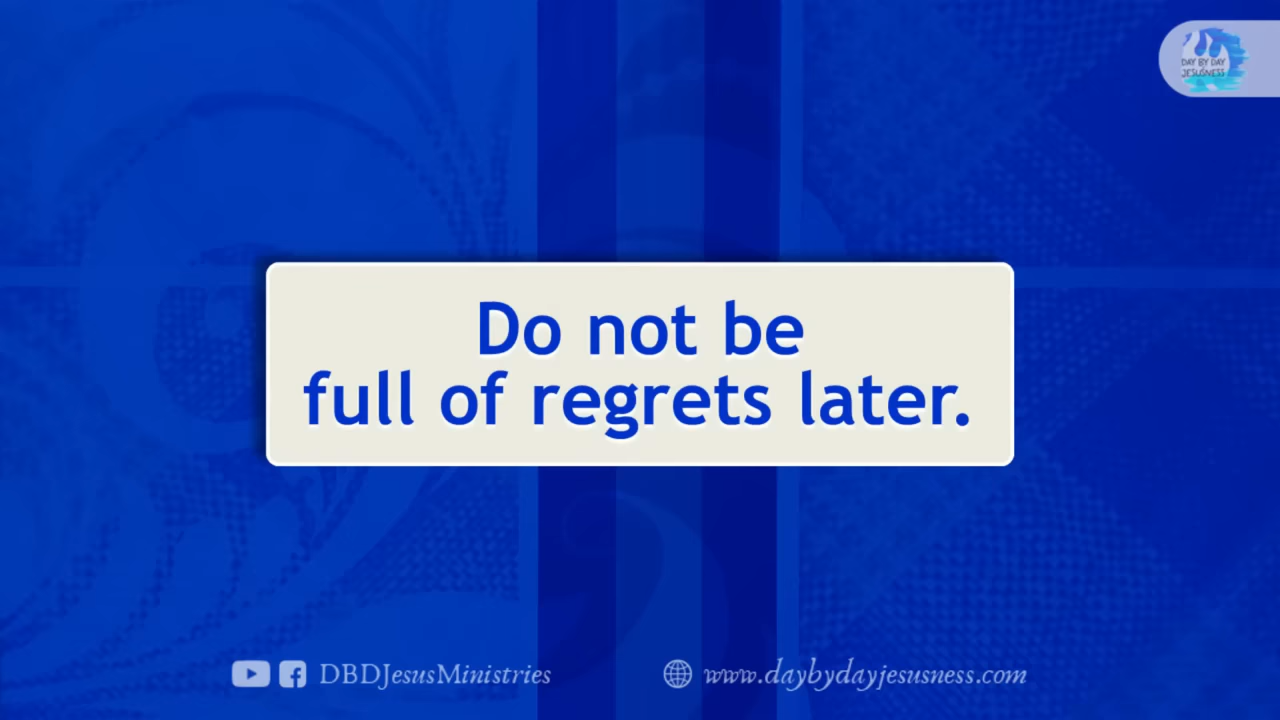 DAY BY DAY
JESUSNESS
Do not be
full of regrets later.
DBDJesusMinistries
www.daybydayjesusness.com